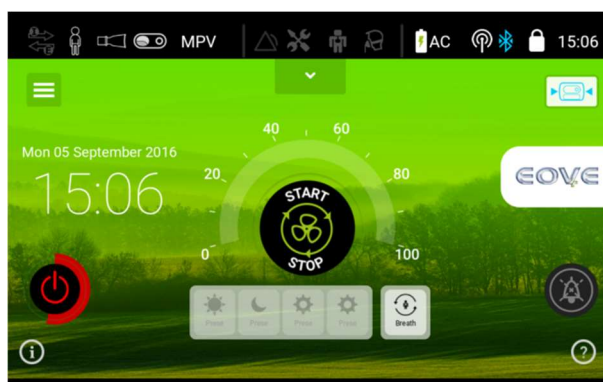 MPV AC 15:06
Mon 05 September 2016
15:06
0 20 40 60 80 100
START
STOP
EOVE
Breath